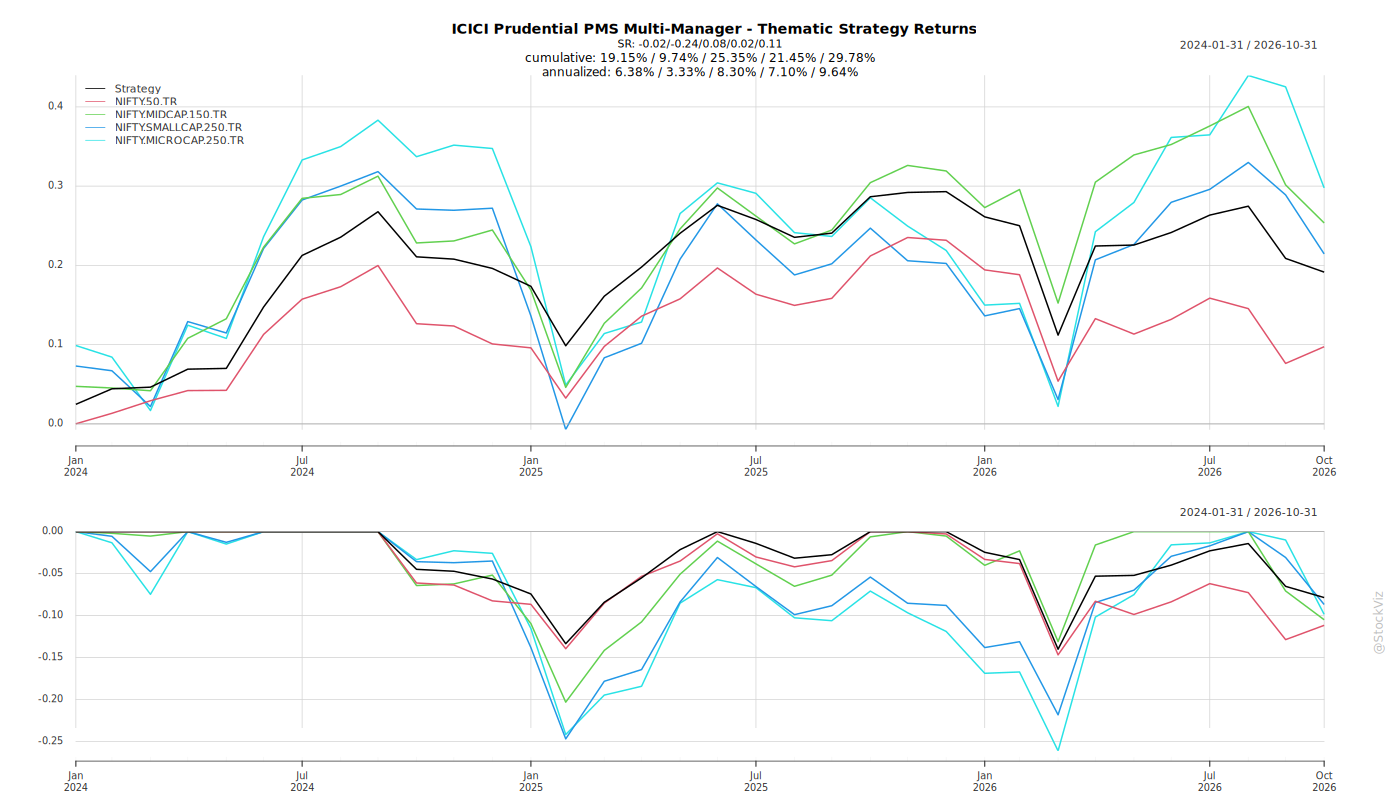 ICICI Prudential PMS Multi-Manager - Thematic Strategy Returns
SR: -0.02/-0.24/0.08/0.02/0.11
cumulative: 19.15% / 9.74% / 25.35% / 21.45% / 29.78%
annualized: 6.38% / 3.33% / 8.30% / 7.10% / 9.64%
2024-01-31 / 2026-10-31
Strategy
NIFTY.50.TR
NIFTY.MIDCAP.150.TR
NIFTY.SMALLCAP.250.TR
NIFTY.MICROCAP.250.TR
0.4
0.3
0.2
0.1
0.0
Jan 2024
Jul 2024
Jan 2025
Jul 2025
Jan 2026
Jul 2026
Oct 2026
2024-01-31 / 2026-10-31
0.00
-0.05
-0.10
-0.15
-0.20
-0.25
Jan 2024
Jul 2024
Jan 2025
Jul 2025
Jan 2026
Jul 2026
Oct 2026
@StockViz